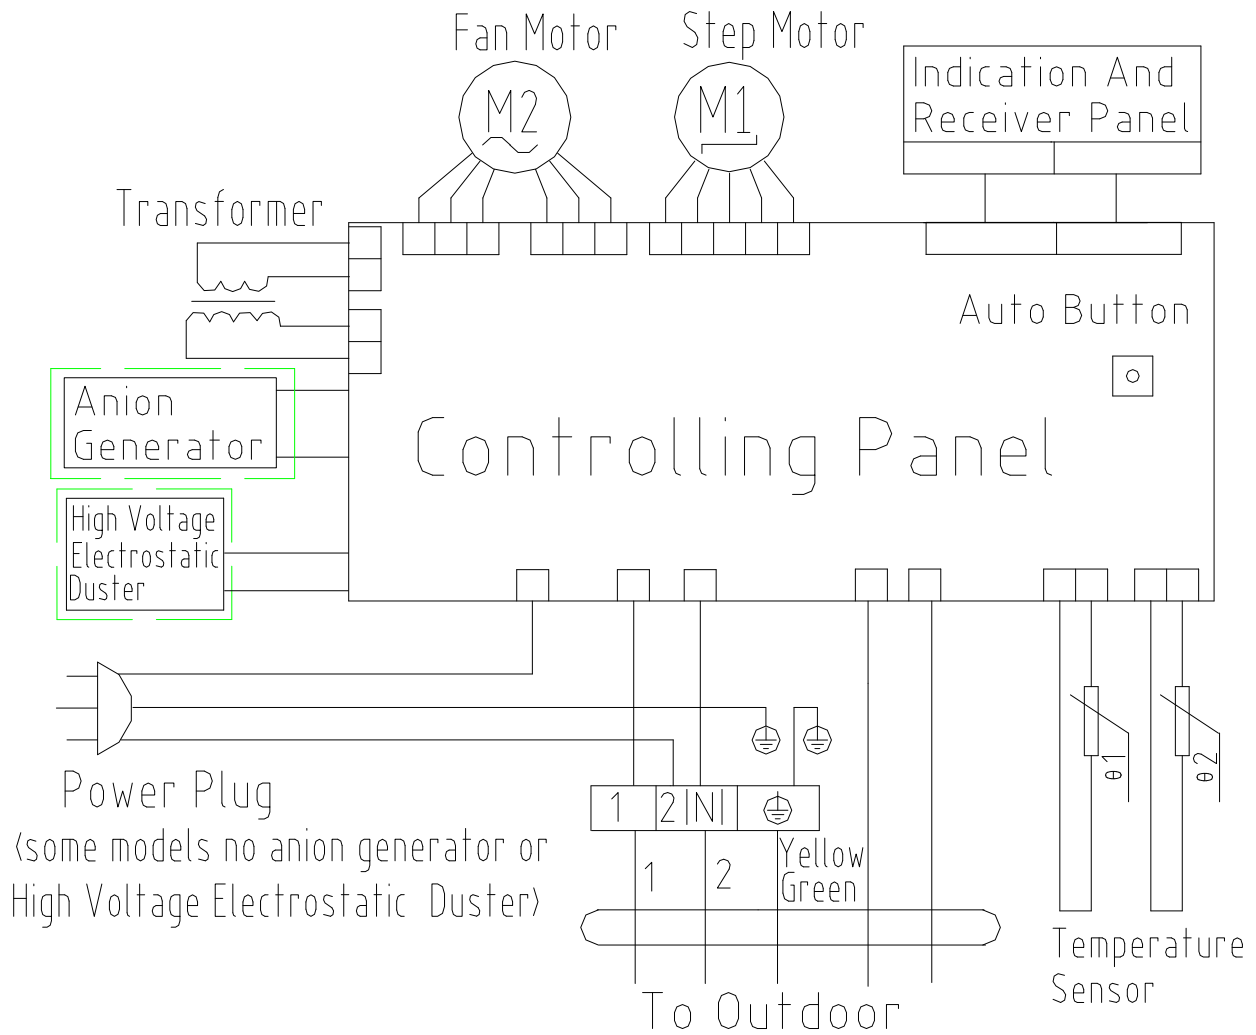 Fan Motor
Step Motor
M2
M1
Indication And
Receiver Panel
Transformer
Auto Button
Anion
Generator
Controlling Panel
High Voltage
Electrostatic
Duster
Power Plug
θ1
θ2
1
2|N|
<some models no anion generator or
High Voltage Electrostatic Duster>
1
2
Yellow
Green
Temperature
Sensor
To Outdoor